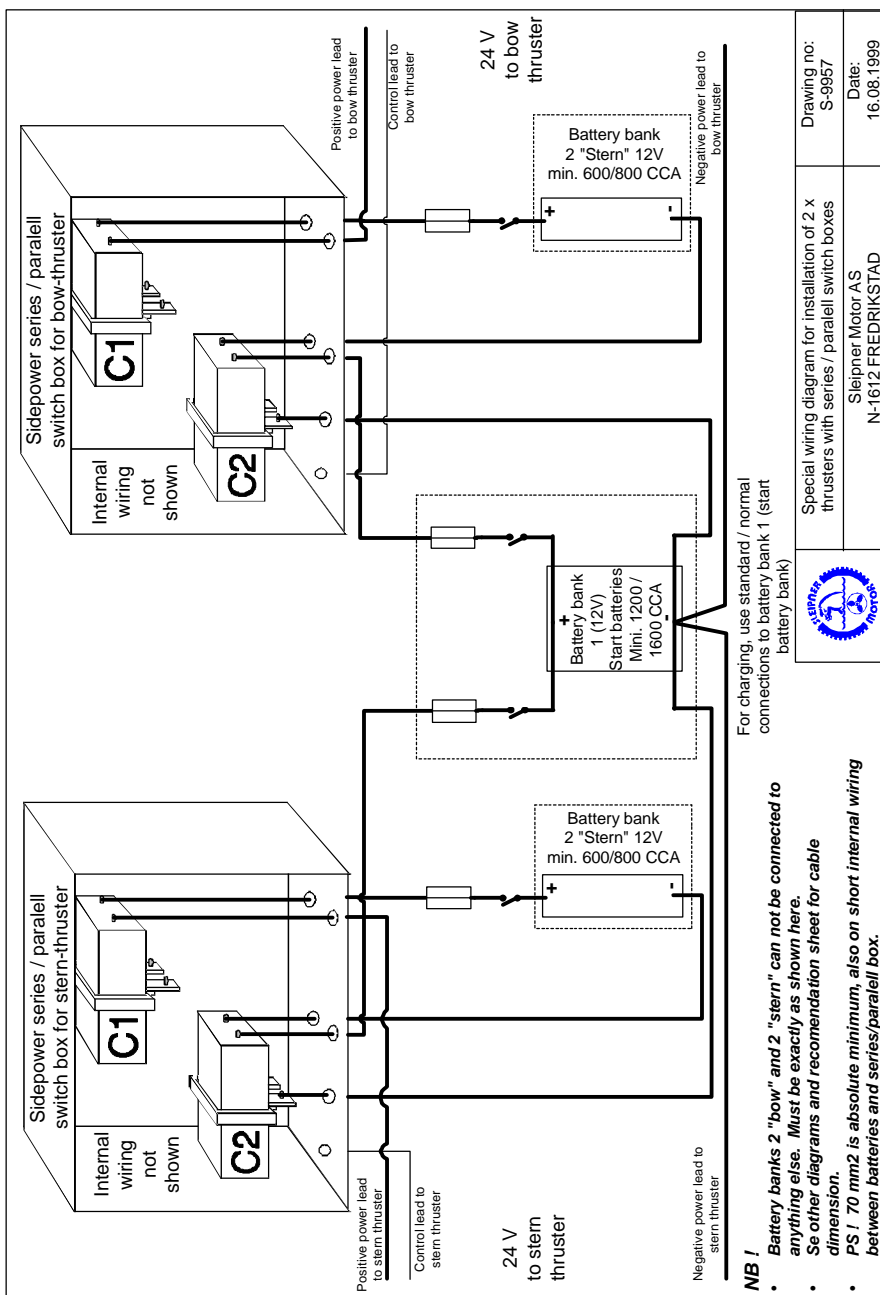 Sidepower series / paralell
switch box for stern-thruster
Internal
wiring
not
shown
C1
C2
Positive power lead
to stern thruster
Control lead to
stern thruster
24 V
to stern
thruster
Negative power lead to
stern thruster
Battery bank
2 "Stern" 12V
min. 600/800 CCA
+
-
+
Battery bank
1 (12V)
Start batteries
Mini. 1200 /
1600 CCA
-
Sidepower series / paralell
switch box for bow-thruster
Internal
wiring
not
shown
C1
C2
Positive power lead
to bow thruster
Control lead to
bow thruster
24 V
to bow
thruster
Battery bank
2 "Stern" 12V
min. 600/800 CCA
+
-
Negative power lead to
bow thruster
For charging, use standard / normal
connections to battery bank 1 (start
battery bank)
NB !
• Battery banks 2 "bow" and 2 "stern" can not be connected to
anything else. Must be exactly as shown here.
• Se other diagrams and recomendation sheet for cable
dimension.
• PS ! 70 mm2 is absolute minimum, also on short internal wiring
between batteries and series/paralell box.
SLEIPNER
MOTOR
Special wiring diagram for installation of 2 x
thrusters with series / paralell switch boxes
Drawing no:
S-9957
Sleipner Motor AS
N-1612 FREDRIKSTAD
Date:
16.08.1999